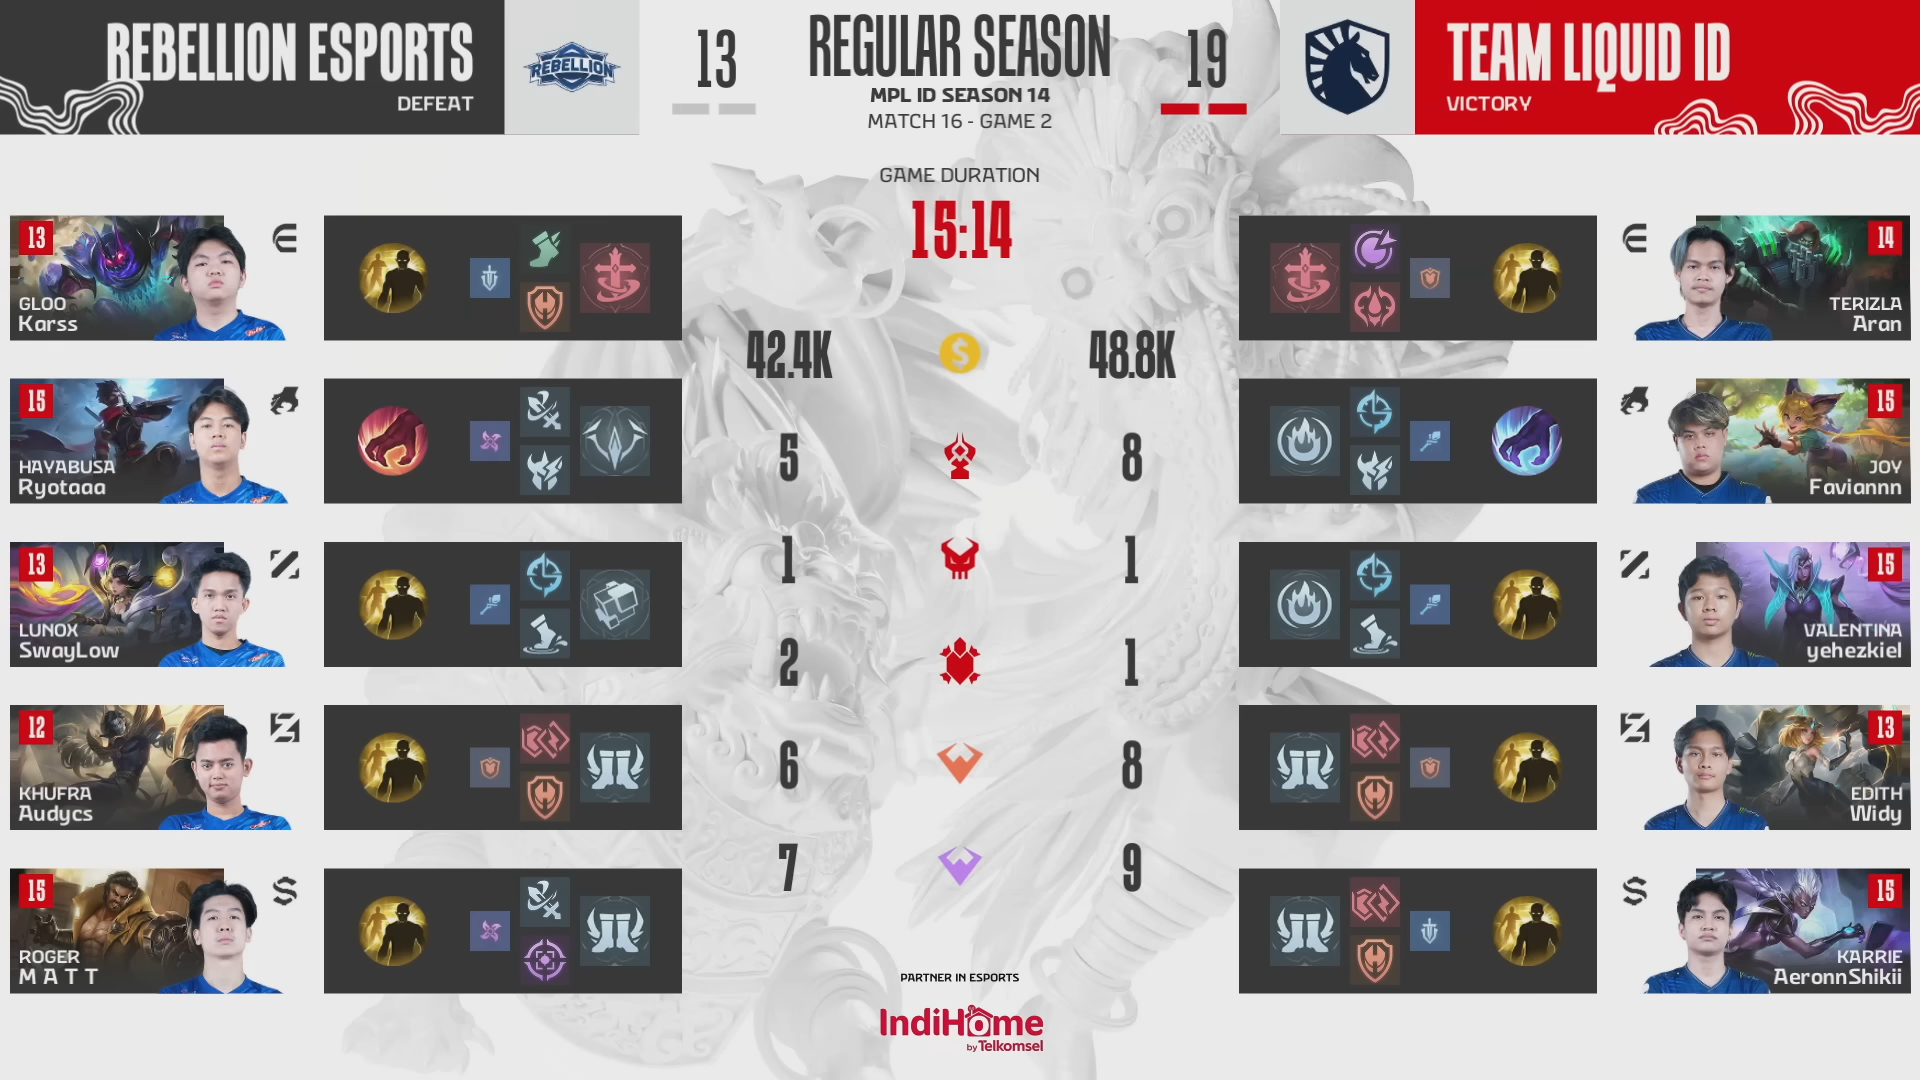 REBELLION ESPORTS
DEFEAT
REBELLION
13
REGULAR SEASON
MPL ID SEASON 14
MATCH 16 - GAME 2
19
TEAM LIQUID ID
VICTORY
GAME DURATION
15:14
13
GLOO
Karss
14
TERIZLA
Aran
42.4K
48.8K
15
HAYABUSA
Ryotaaa
5
8
15
JOY
Faviannn
1
1
13
LUNOX
SwayLow
15
VALENTINA
yehezkiel
2
1
12
KHUFRA
Audycs
6
8
13
EDITH
Widy
7
9
15
ROGER
M A T T
15
KARRIE
AeronnShikii
PARTNER IN ESPORTS
IndiHome
by Telkomsel